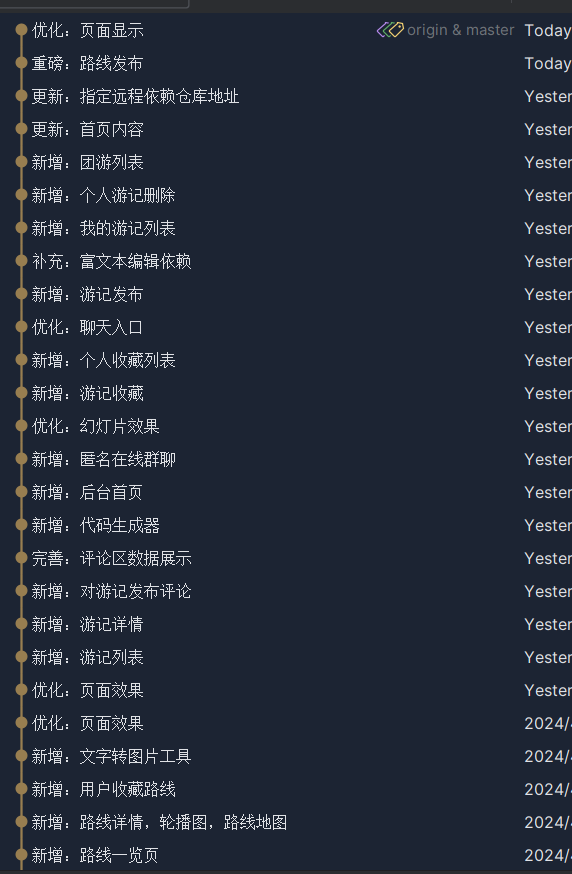 优化：页面显示 origin & master Today
重磅：路线发布 Today
更新：指定远程依赖仓库地址 Yester
更新：首页内容 Yester
新增：团游列表 Yester
新增：个人游记删除 Yester
新增：我的游记列表 Yester
补充：富文本编辑依赖 Yester
新增：游记发布 Yester
优化：聊天入口 Yester
新增：个人收藏列表 Yester
新增：游记收藏 Yester
优化：幻灯片效果 Yester
新增：匿名在线群聊 Yester
新增：后台首页 Yester
新增：代码生成器 Yester
完善：评论区数据展示 Yester
新增：对游记发布评论 Yester
新增：游记详情 Yester
新增：游记列表 Yester
优化：页面效果 Yester
优化：页面效果 2024/
新增：文字转图片工具 2024/
新增：用户收藏路线 2024/
新增：路线详情，轮播图，路线地图 2024/
新增：路线一览页 2024/